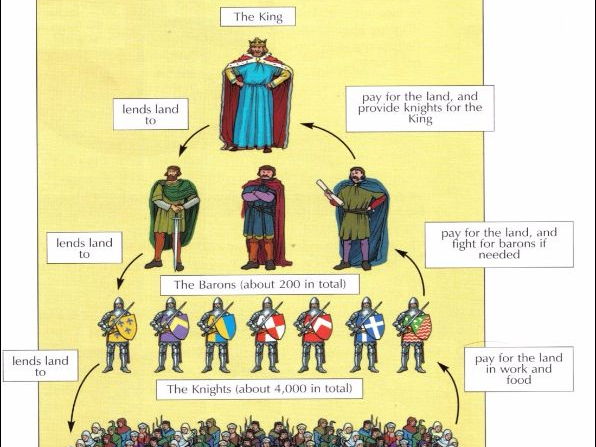 The King
lends land
to
pay for the land, and
provide knights for the
King
lends land
to
pay for the land, and
fight for barons if
needed
The Barons (about 200 in total)
lends land
to
pay for the land
in work and
food
The Knights (about 4,000 in total)